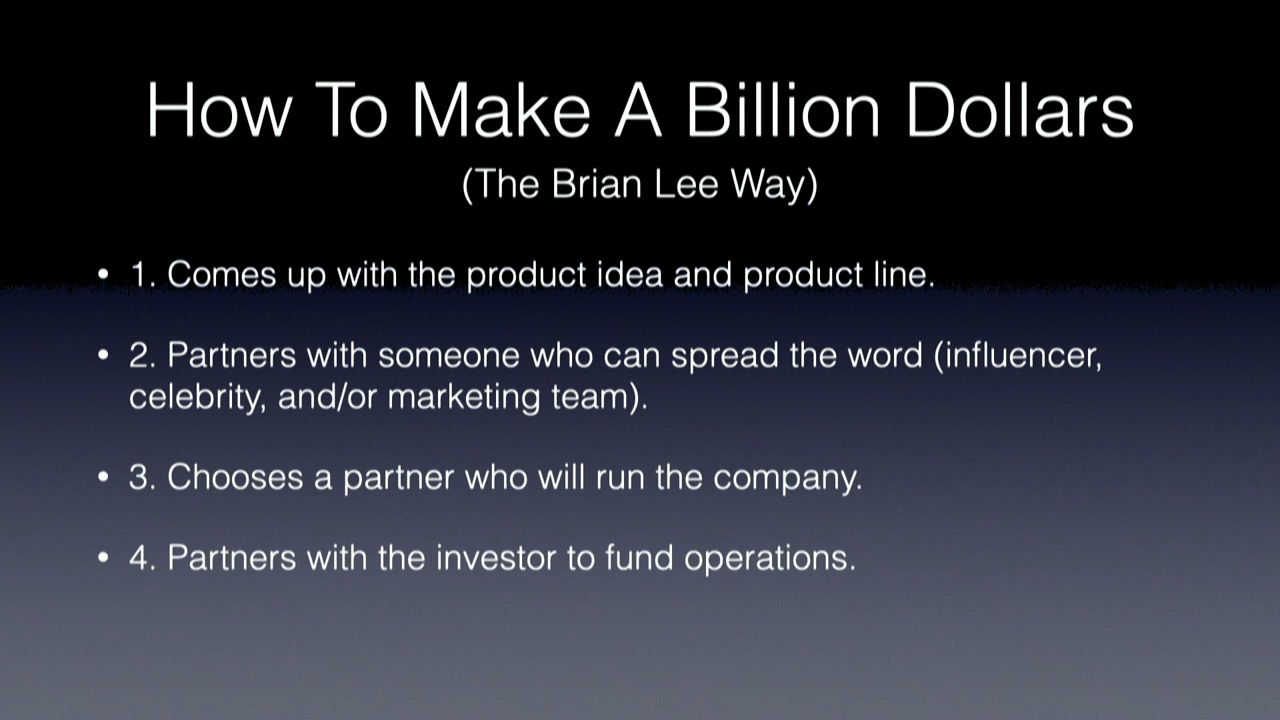 How To Make A Billion Dollars
(The Brian Lee Way)
• 1. Comes up with the product idea and product line.
• 2. Partners with someone who can spread the word (influencer,
celebrity, and/or marketing team).
• 3. Chooses a partner who will run the company.
• 4. Partners with the investor to fund operations.